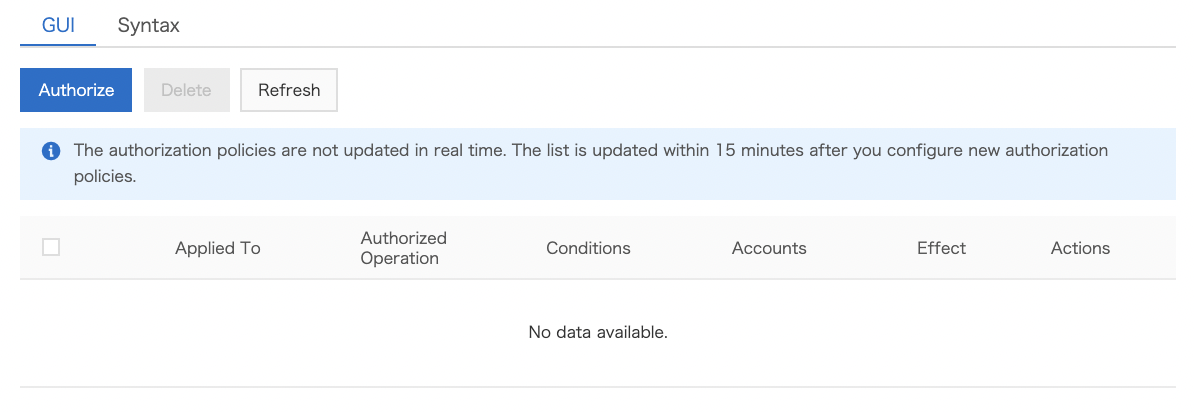 GUI Syntax
Authorize Delete Refresh
The authorization policies are not updated in real time. The list is updated within 15 minutes after you configure new authorization
policies.
Applied To Authorized Operation Conditions Accounts Effect Actions
No data available.